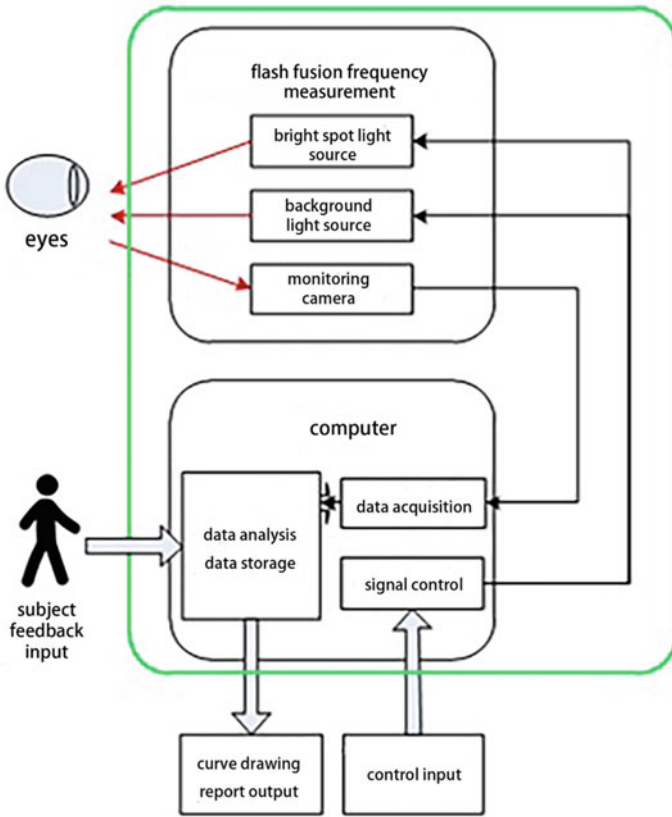 flash fusion frequency
measurement
bright spot light
source
background
light source
monitoring
camera
eyes
computer
data acquisition
data analysis
data storage
signal control
subject
feedback
input
curve drawing
report output
control input